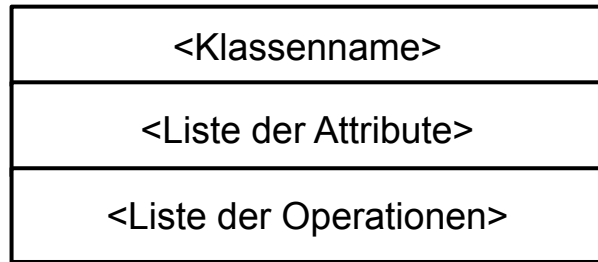 <Klassenname>
<Liste der Attribute>
<Liste der Operationen>